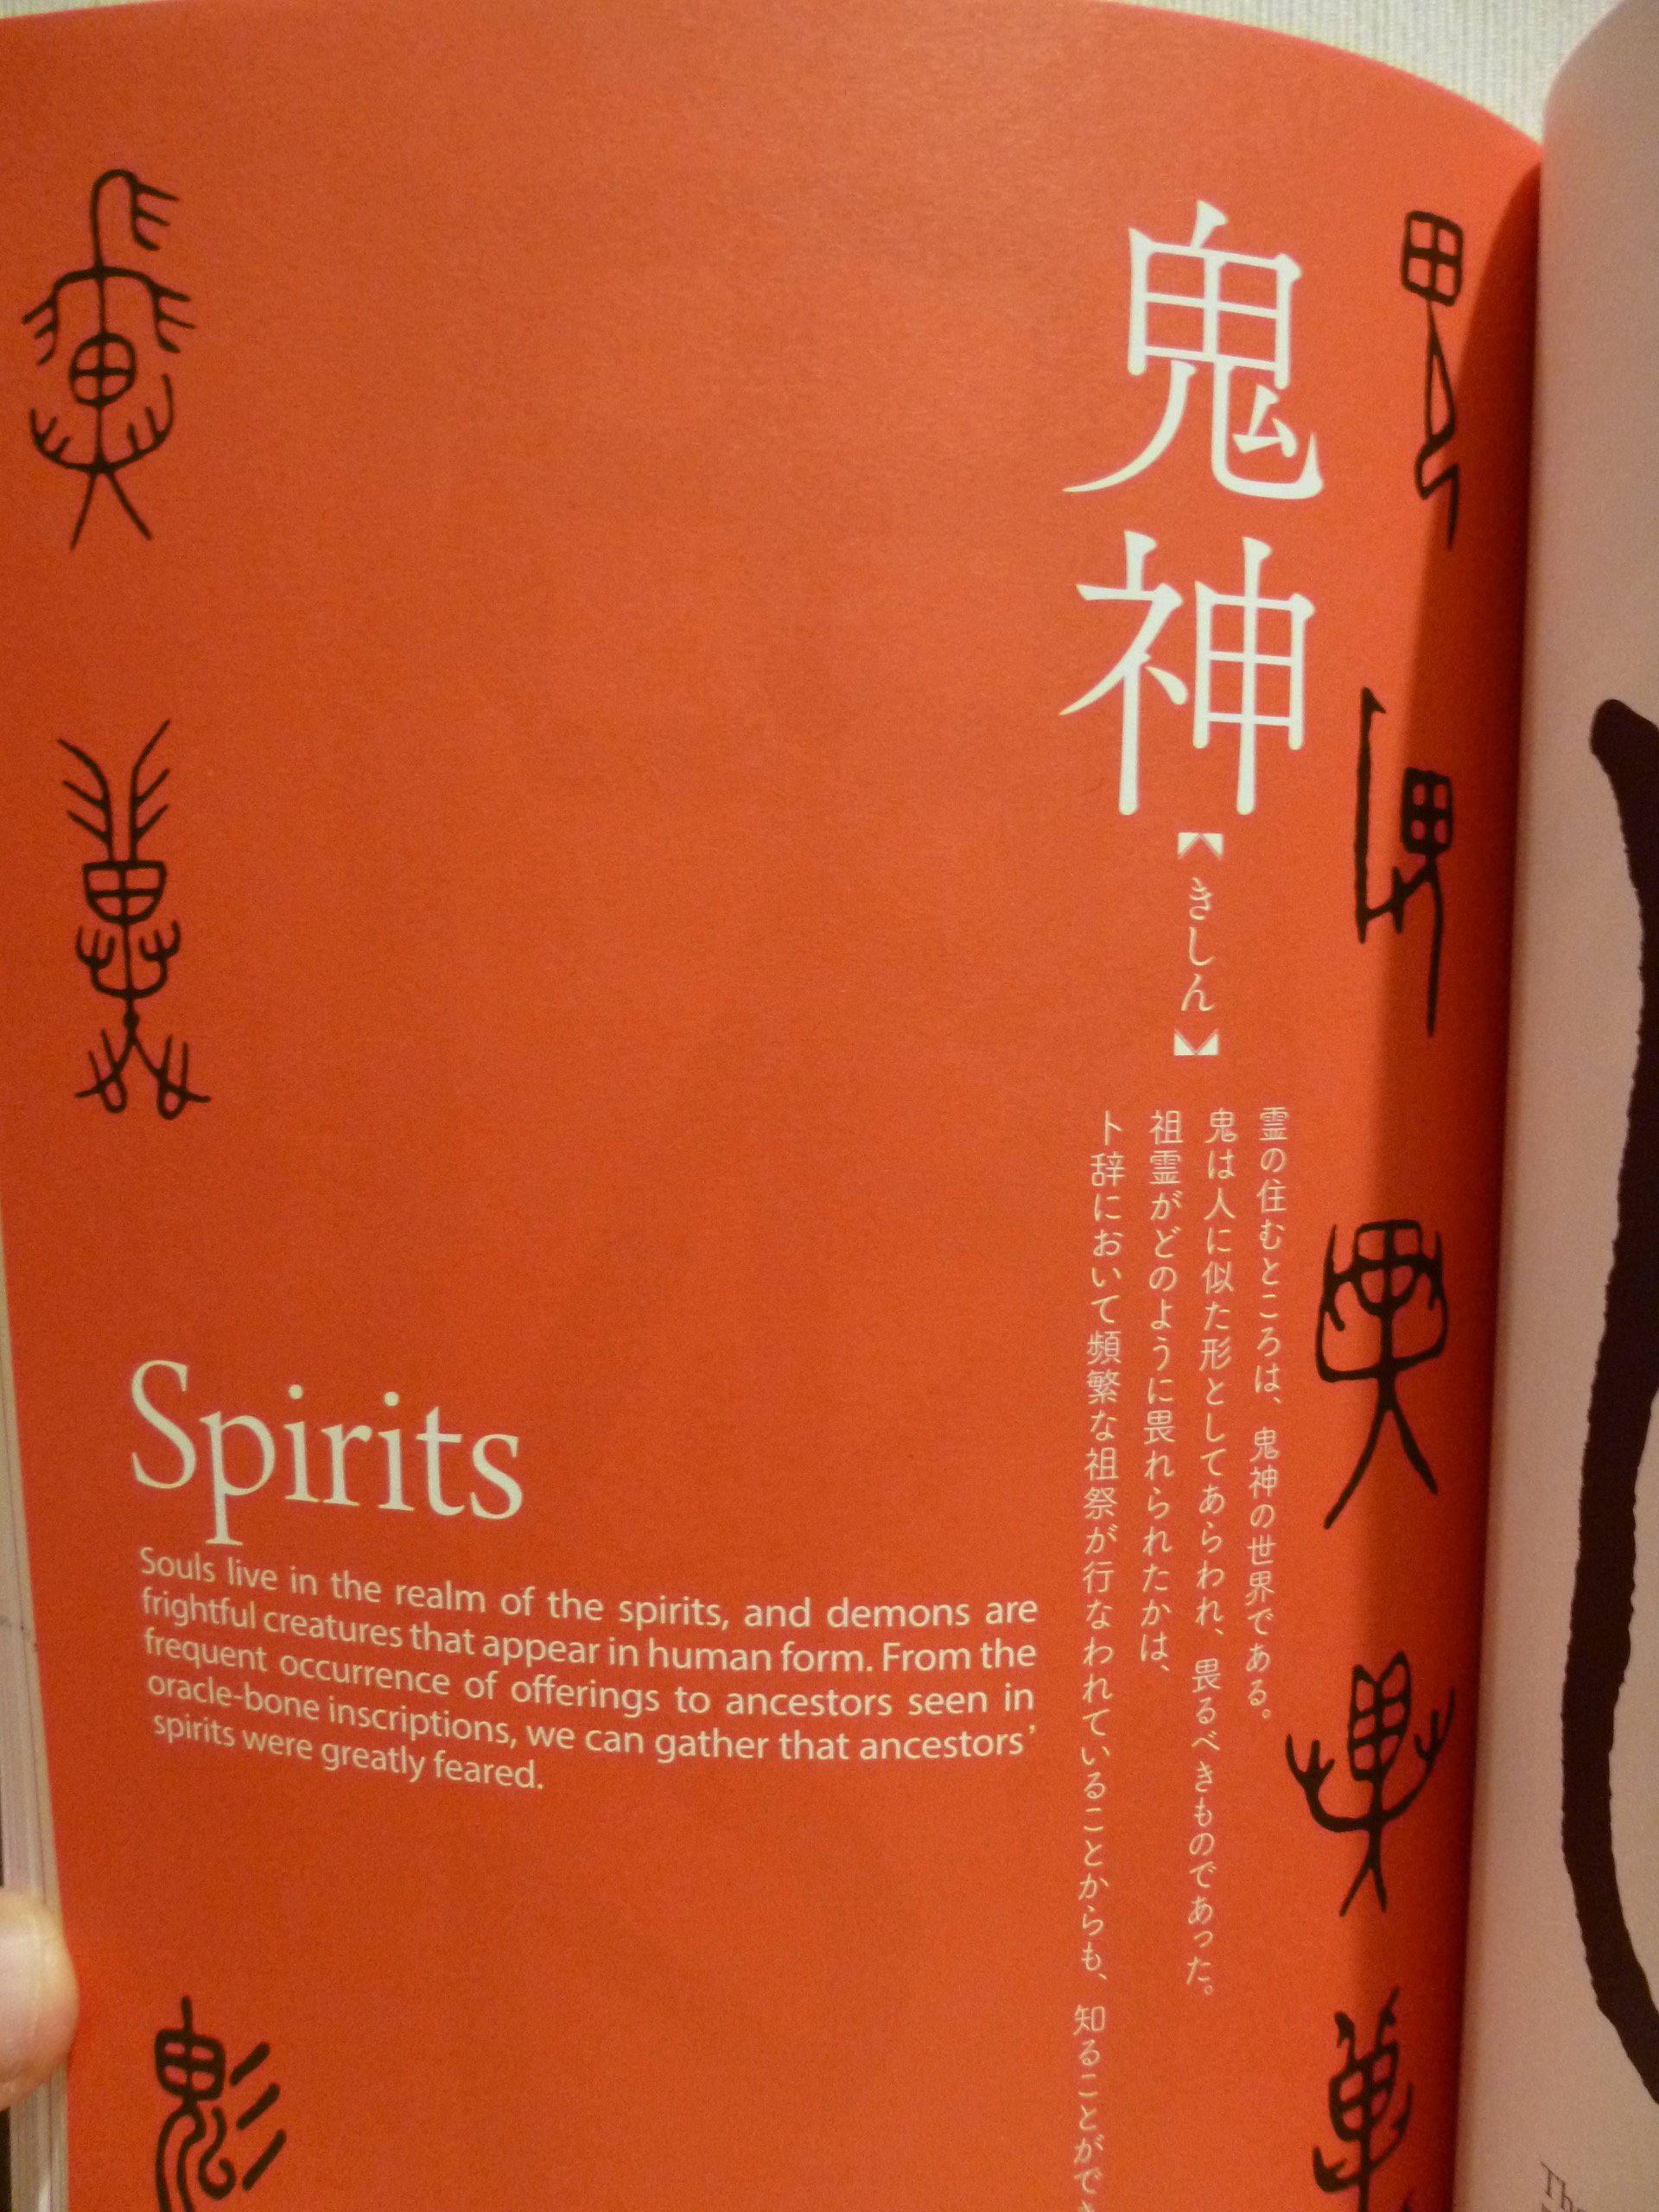 鬼神
【きしん】
霊の住むところは、鬼神の世界である。
鬼は人に似た形としてあらわれ、畏るべきものであった。
祖霊がどのように畏れられたかは、
卜辞において頻繁な祖祭が行なわれていることからも、知ることができ
Spirits
Souls live in the realm of the spirits, and demons are
frightful creatures that appear in human form. From the
frequent occurrence of offerings to ancestors seen in
oracle-bone inscriptions, we can gather that ancestors’
spirits were greatly feared.